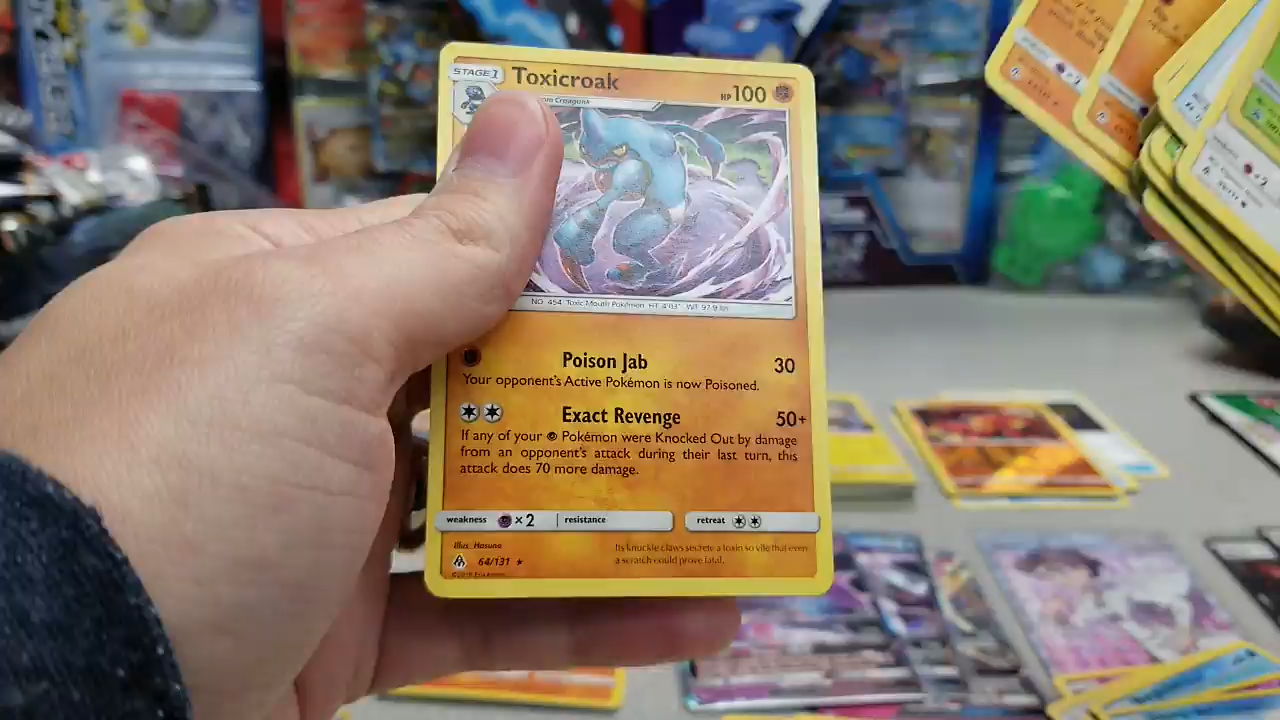 STAGE 1
Toxicroak
HP 100
NO. 454 Toxic Mouth Pokémon HT: 4'03" WT: 97.9 lbs
Poison Jab 30
Your opponent's Active Pokémon is now Poisoned.
Exact Revenge 50+
If any of your Pokémon were Knocked Out by damage
from an opponent's attack during their last turn, this
attack does 70 more damage.
weakness ×2 resistance retreat
Illus. Hasuno
64/131
Its knuckle claws secrete a toxin so vile that even
a scratch could prove fatal.